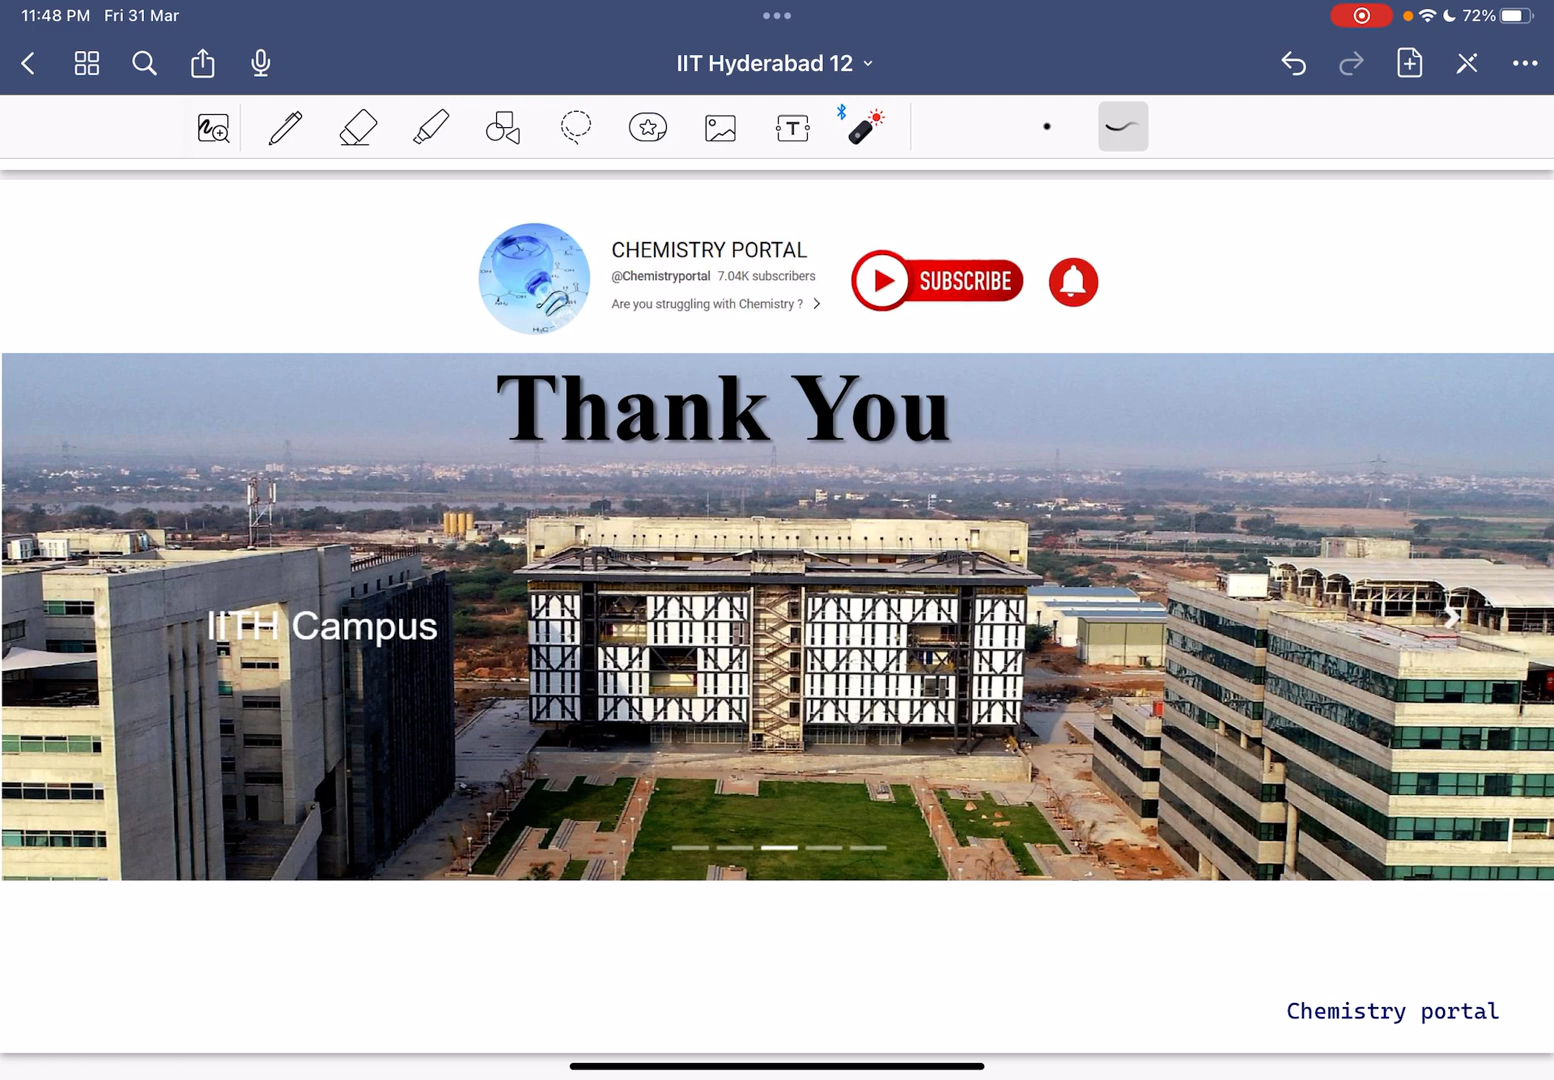 11:48 PM Fri 31 Mar
72%
IIT Hyderabad 12
T
CHEMISTRY PORTAL
@Chemistryportal 7.04K subscribers
Are you struggling with Chemistry ?
SUBSCRIBE
Thank You
IITH Campus
Chemistry portal